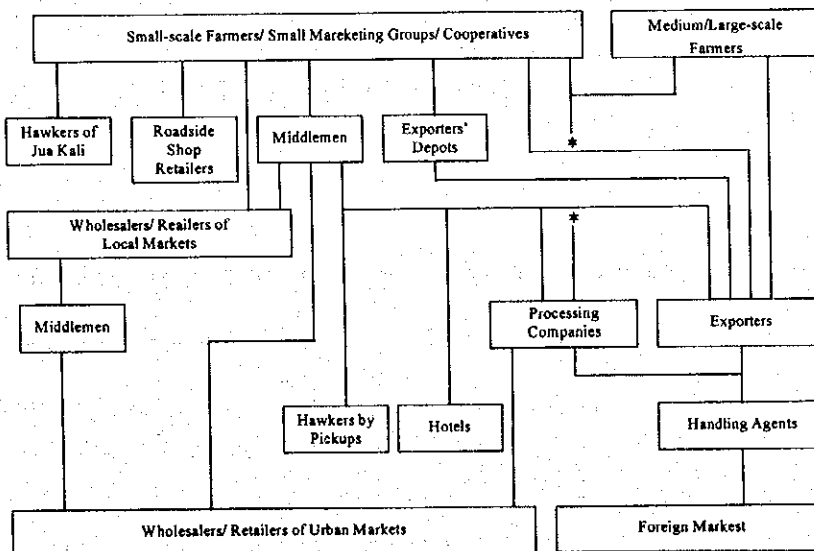 Small-scale Farmers/ Small Mareketing Groups/ Cooperatives
Medium/Large-scale
Farmers
Hawkers of
Jua Kali
Roadside
Shop
Retailers
Middlemen
Exporters'
Depots
*
Wholesalers/ Reailers of
Local Markets
*
Middlemen
Processing
Companies
Exporters
Hawkers by
Pickups
Hotels
Handling Agents
Wholesalers/ Retailers of Urban Markets
Foreign Markest